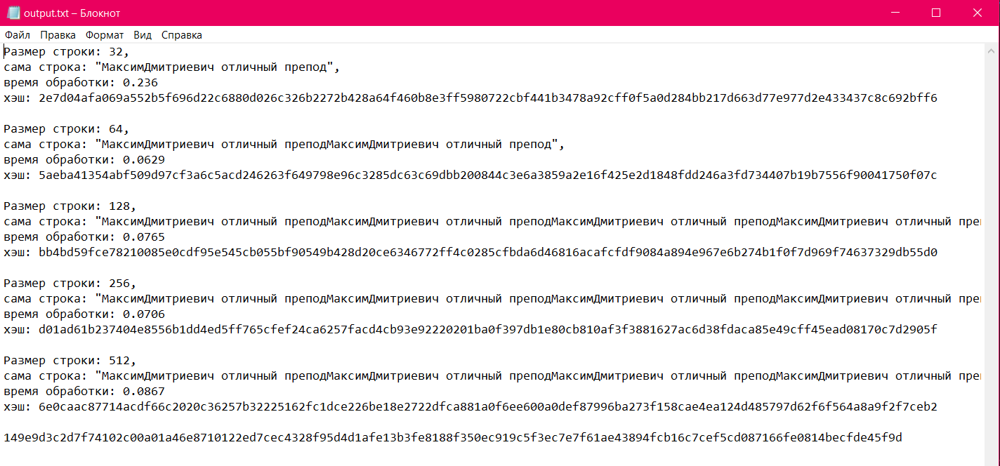 output.txt – Блокнот
Файл Правка Формат Вид Справка
Размер строки: 32,
сама строка: "МаксимДмитриевич отличный препод",
время обработки: 0.236
хэш: 2e7d04afa069a552b5f696d22c6880d026c326b2272b428a64f460b8e3ff5980722cbf441b3478a92cff0f5a0d284bb217d663d77e977d2e433437c8c692bff6
Размер строки: 64,
сама строка: "МаксимДмитриевич отличный преподМаксимДмитриевич отличный препод",
время обработки: 0.0629
хэш: 5aeba41354abf509d97cf3a6c5acd246263f649798e96c3285dc63c69dbb200844c3e6a3859a2e16f425e2d1848fdd246a3fd734407b19b7556f90041750f07c
Размер строки: 128,
сама строка: "МаксимДмитриевич отличный преподМаксимДмитриевич отличный преподМаксимДмитриевич отличный преподМаксимДмитриевич отличный пре
время обработки: 0.0765
хэш: bb4bd59fce78210085e0cdf95e545cb055bf90549b428d20ce6346772ff4c0285cfbda6d46816acafcfdf9084a894e967e6b274b1f0f7d969f74637329db55d0
Размер строки: 256,
сама строка: "МаксимДмитриевич отличный преподМаксимДмитриевич отличный преподМаксимДмитриевич отличный преподМаксимДмитриевич отличный пре
время обработки: 0.0706
хэш: d01ad61b237404e8556b1dd4ed5ff765cfef24ca6257facd4cb93e92220201ba0f397db1e80cb810af3f3881627ac6d38fdaca85e49cff45ead08170c7d2905f
Размер строки: 512,
сама строка: "МаксимДмитриевич отличный преподМаксимДмитриевич отличный преподМаксимДмитриевич отличный преподМаксимДмитриевич отличный пре
время обработки: 0.0867
хэш: 6e0caac87714acdf66c2020c36257b32225162fc1dce226be18e2722dfca881a0f6ee600a0def87996ba273f158cae4ea124d485797d62f6f564a8a9f2f7ceb2
149e9d3c2d7f74102c00a01a46e8710122ed7cec4328f95d4d1afe13b3fe8188f350ec919c5f3ec7e7f61ae43894fcb16c7cef5cd087166fe0814becfde45f9d